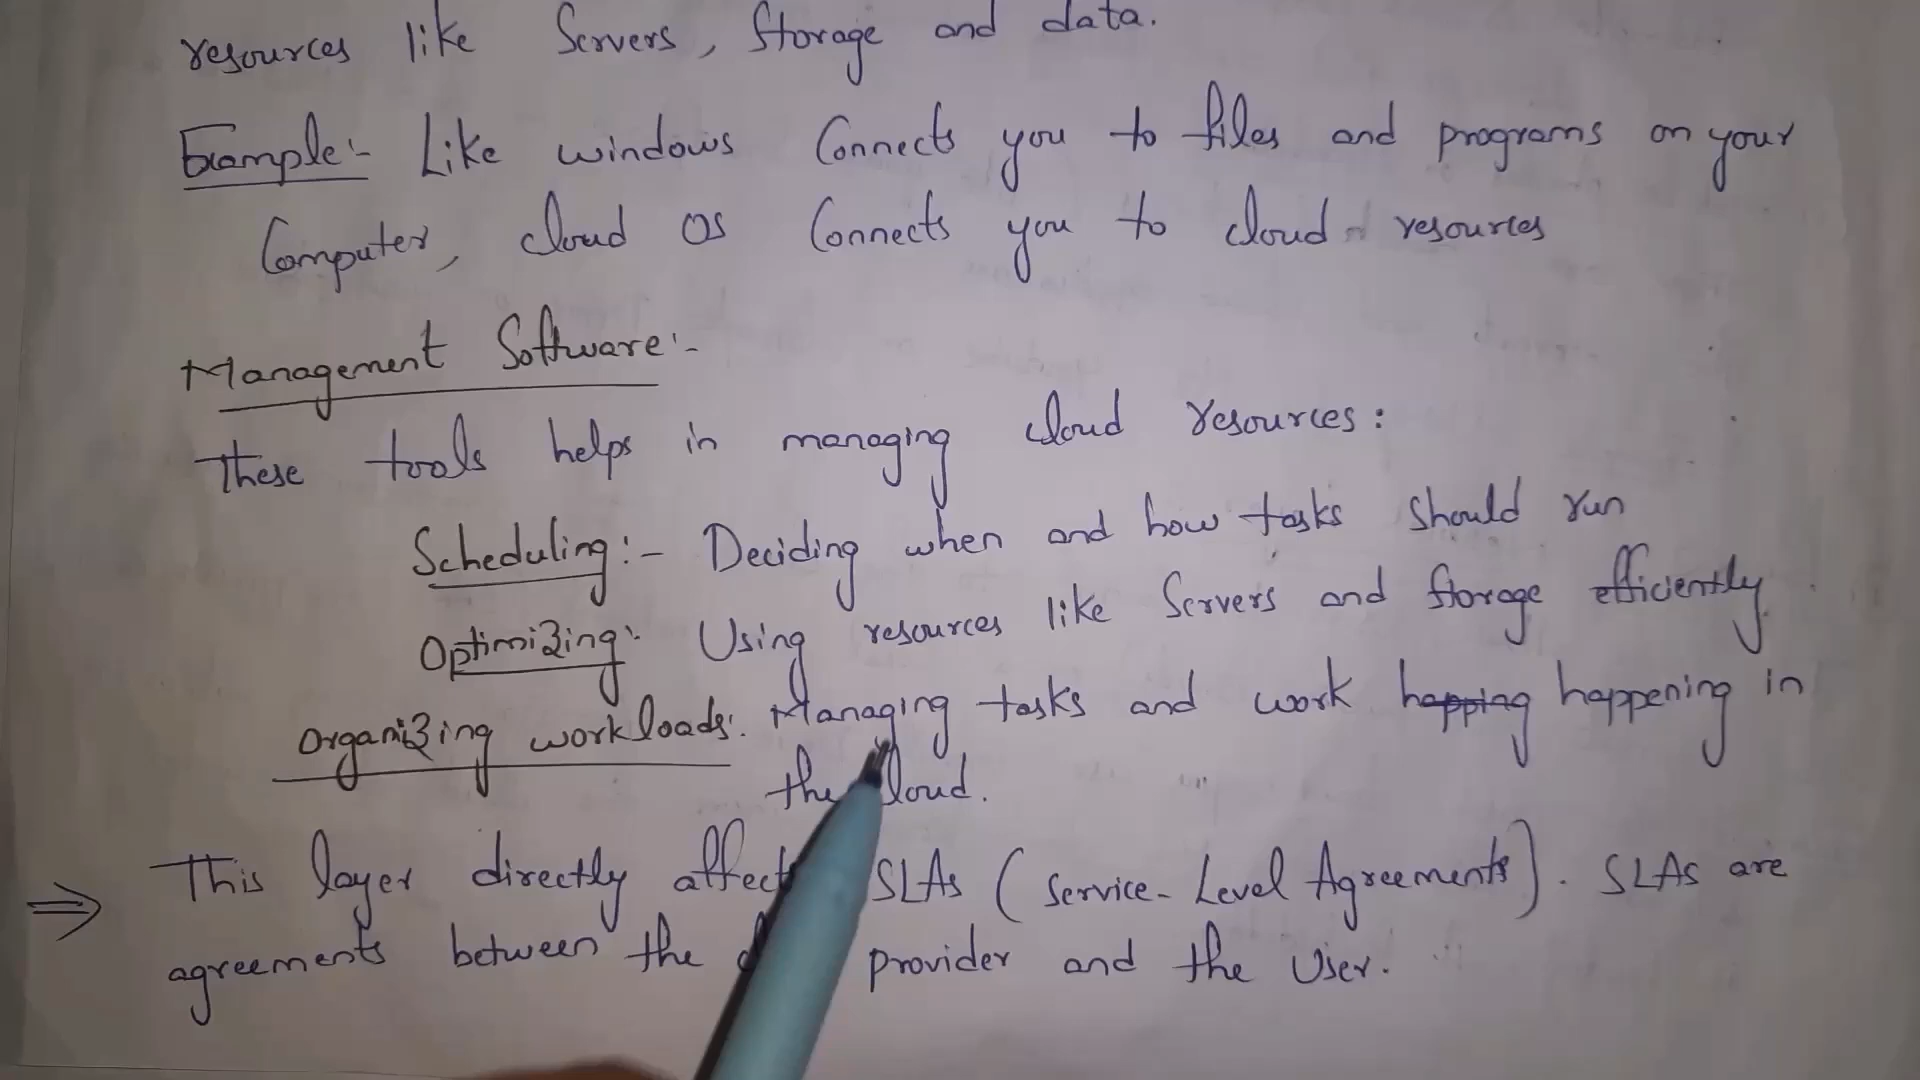 resources like Servers, Storage and data.
Example:- Like windows Connects you to files and programs on your
Computer, cloud OS Connects you to cloud resources
Management Software:-
These tools helps in managing cloud resources:
Scheduling:- Deciding when and how tasks should run
Optimizing:- Using resources like Servers and Storage efficiently
Organizing workloads: Managing tasks and work happing happening in
the loud.
This layer directly affect SLAs (Service-Level Agreements). SLAs are
agreements between the provider and the User.